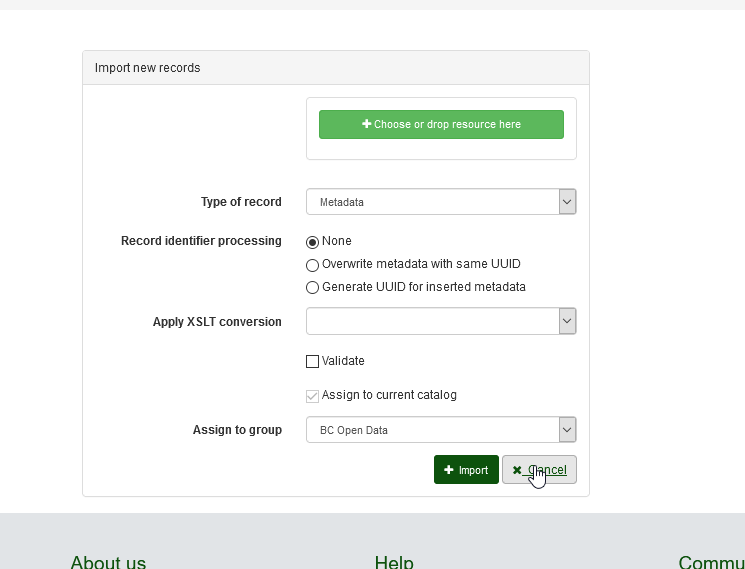 Import new records
Choose or drop resource here
Type of record
Metadata
Record identifier processing
None
Overwrite metadata with same UUID
Generate UUID for inserted metadata
Apply XSLT conversion
Validate
Assign to current catalog
Assign to group
BC Open Data
Import
Cancel
About us
Help
Commu